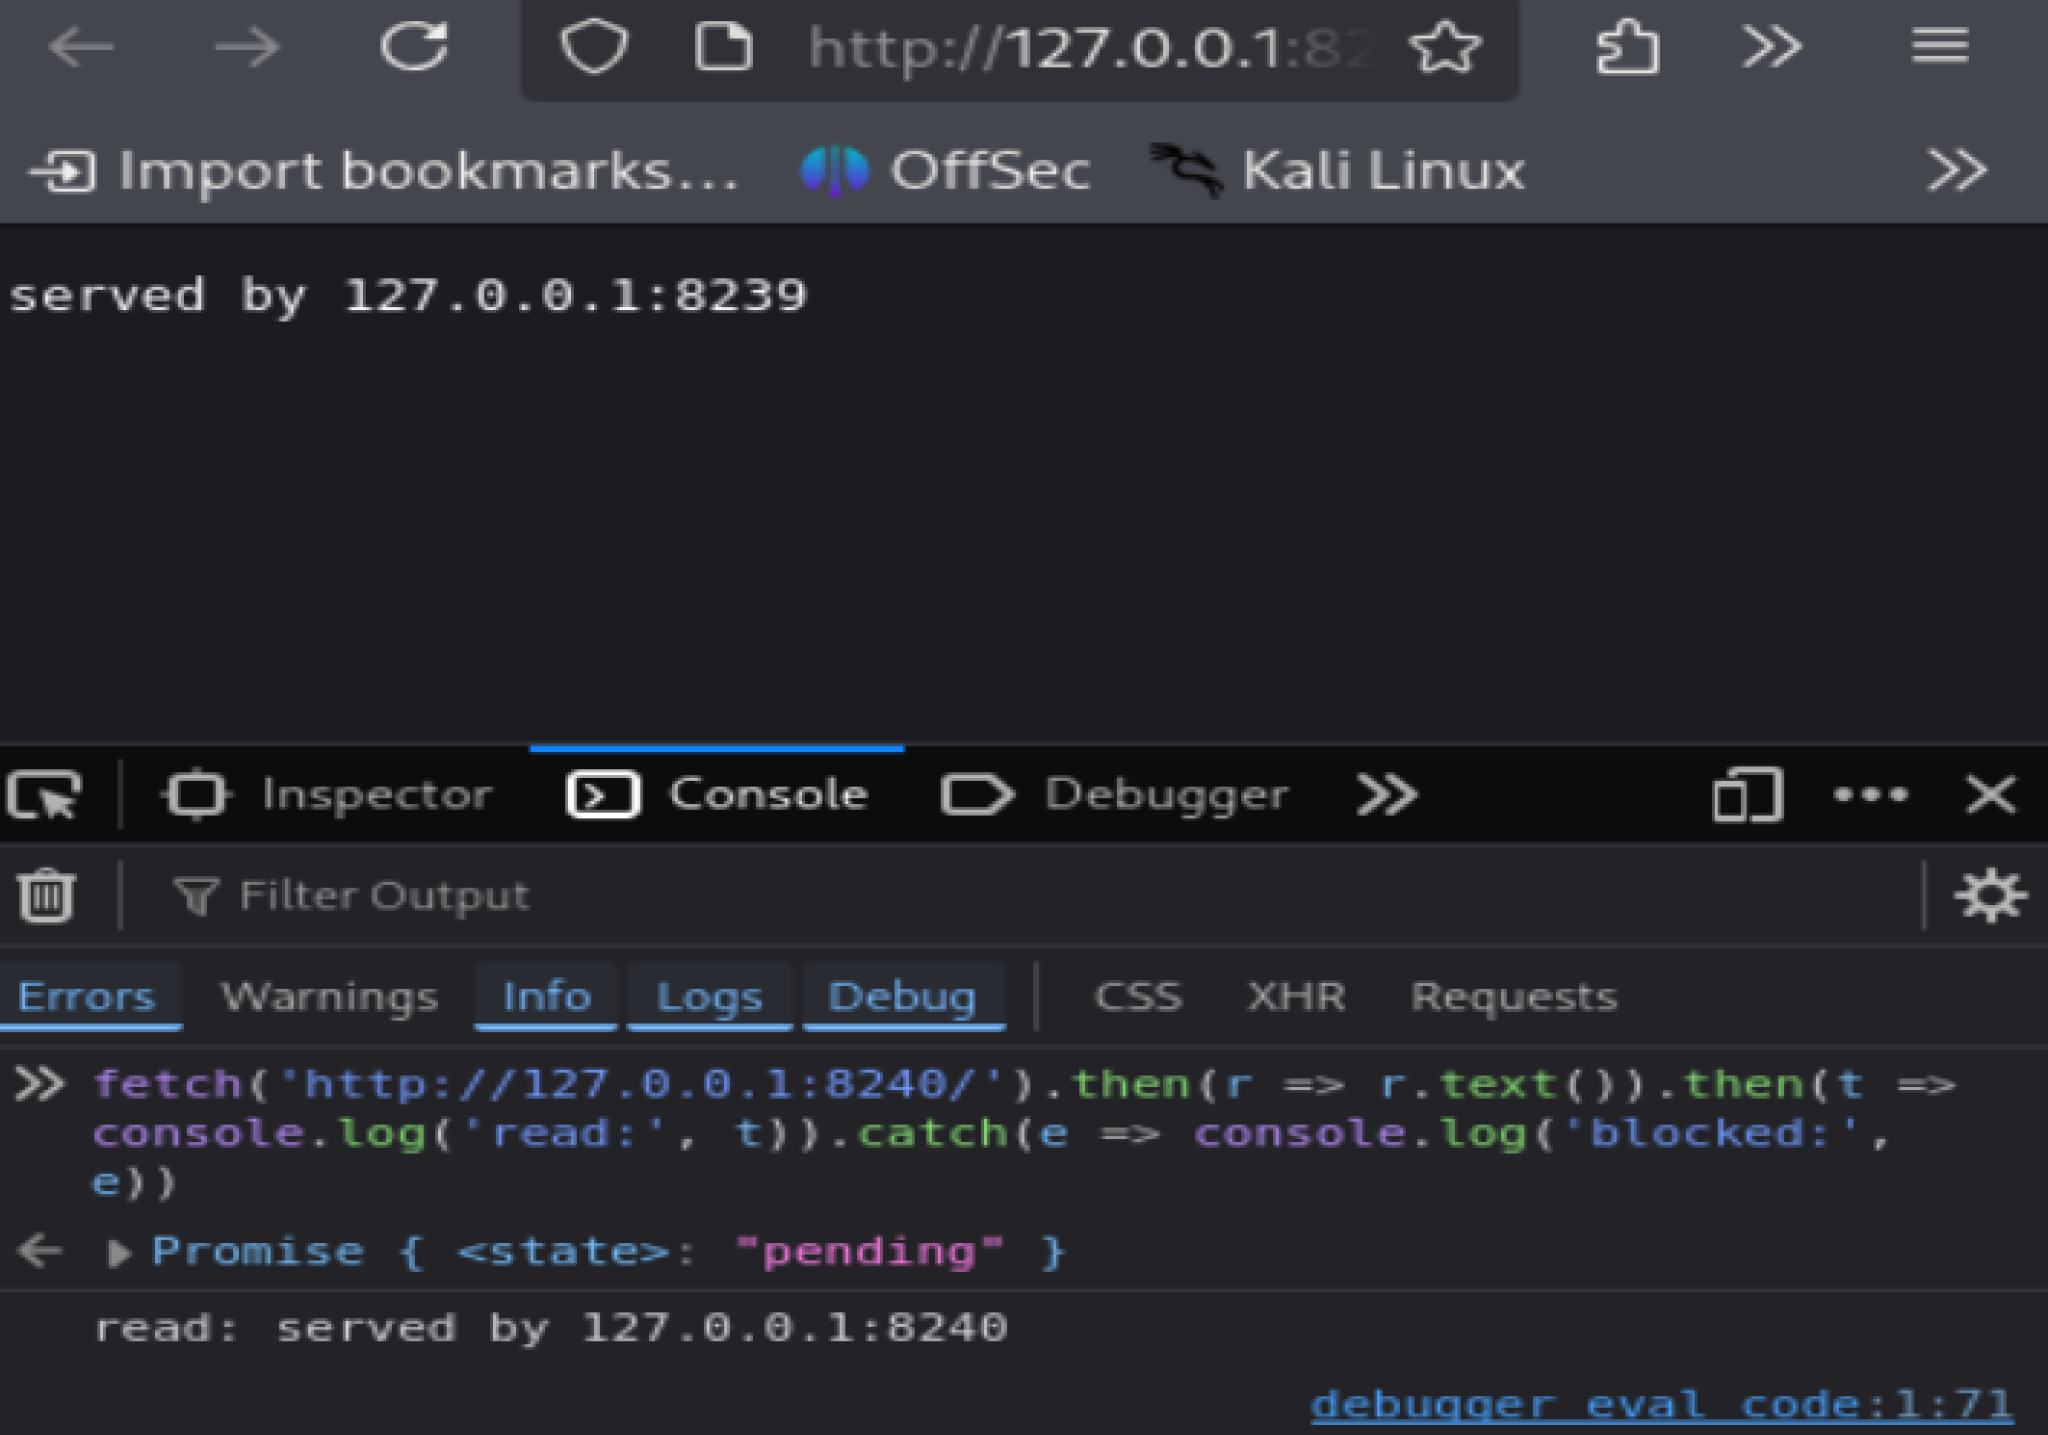 http://127.0.0.1:82
Import bookmarks... OffSec Kali Linux
served by 127.0.0.1:8239
Inspector Console Debugger
Filter Output
Errors Warnings Info Logs Debug CSS XHR Requests
fetch('http://127.0.0.1:8240/').then(r => r.text()).then(t =>
console.log('read:', t)).catch(e => console.log('blocked:',
e))
Promise { <state>: "pending" }
read: served by 127.0.0.1:8240
debugger eval code:1:71